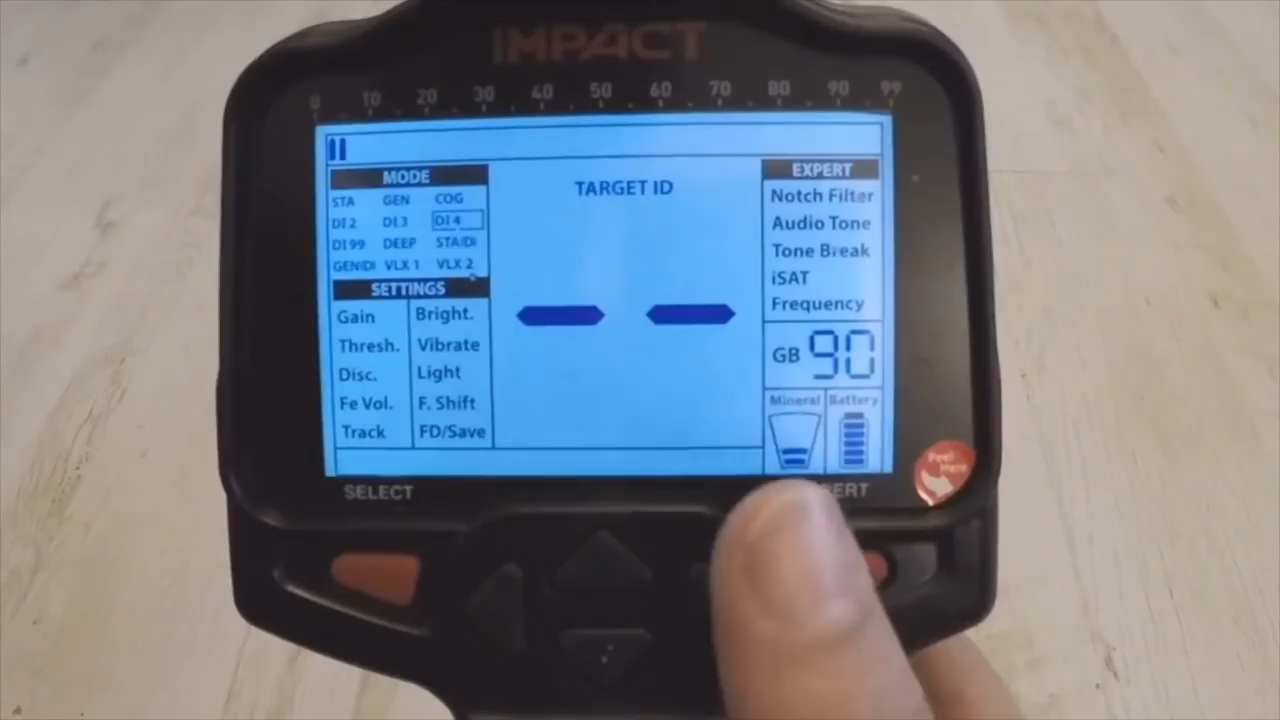 IMPACT
0 10 20 30 40 50 60 70 80 90 99
MODE
STA GEN COG
DI 2 DI 3 DI 4
DI 99 DEEP STA|DI
GEN|DI VLX 1 VLX 2
SETTINGS
Gain Bright.
Thresh. Vibrate
Disc. Light
Fe Vol. F. Shift
Track FD/Save
TARGET ID
-- --
EXPERT
Notch Filter
Audio Tone
Tone Break
iSAT
Frequency
GB 90
Mineral Battery
SELECT
Peel
Here